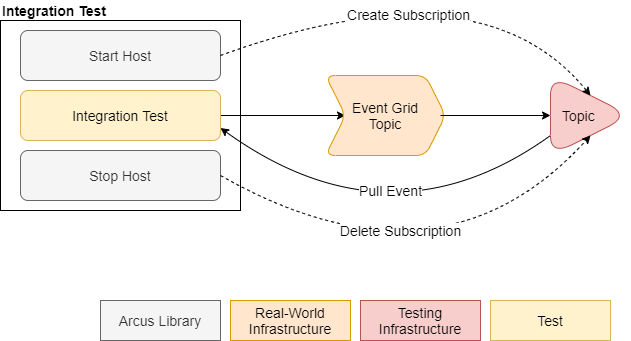 Integration Test
Create Subscription
Start Host
Integration Test
Event Grid
Topic
Topic
Stop Host
Pull Event
Delete Subscription
Arcus Library
Real-World
Infrastructure
Testing
Infrastructure
Test